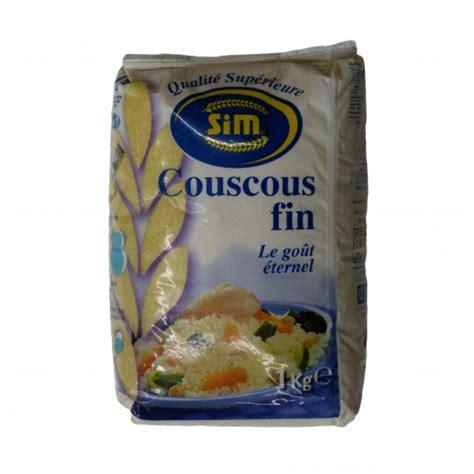 Qualité Supérieure
SiM
Couscous
fin
Le goût
éternel
1Kg e